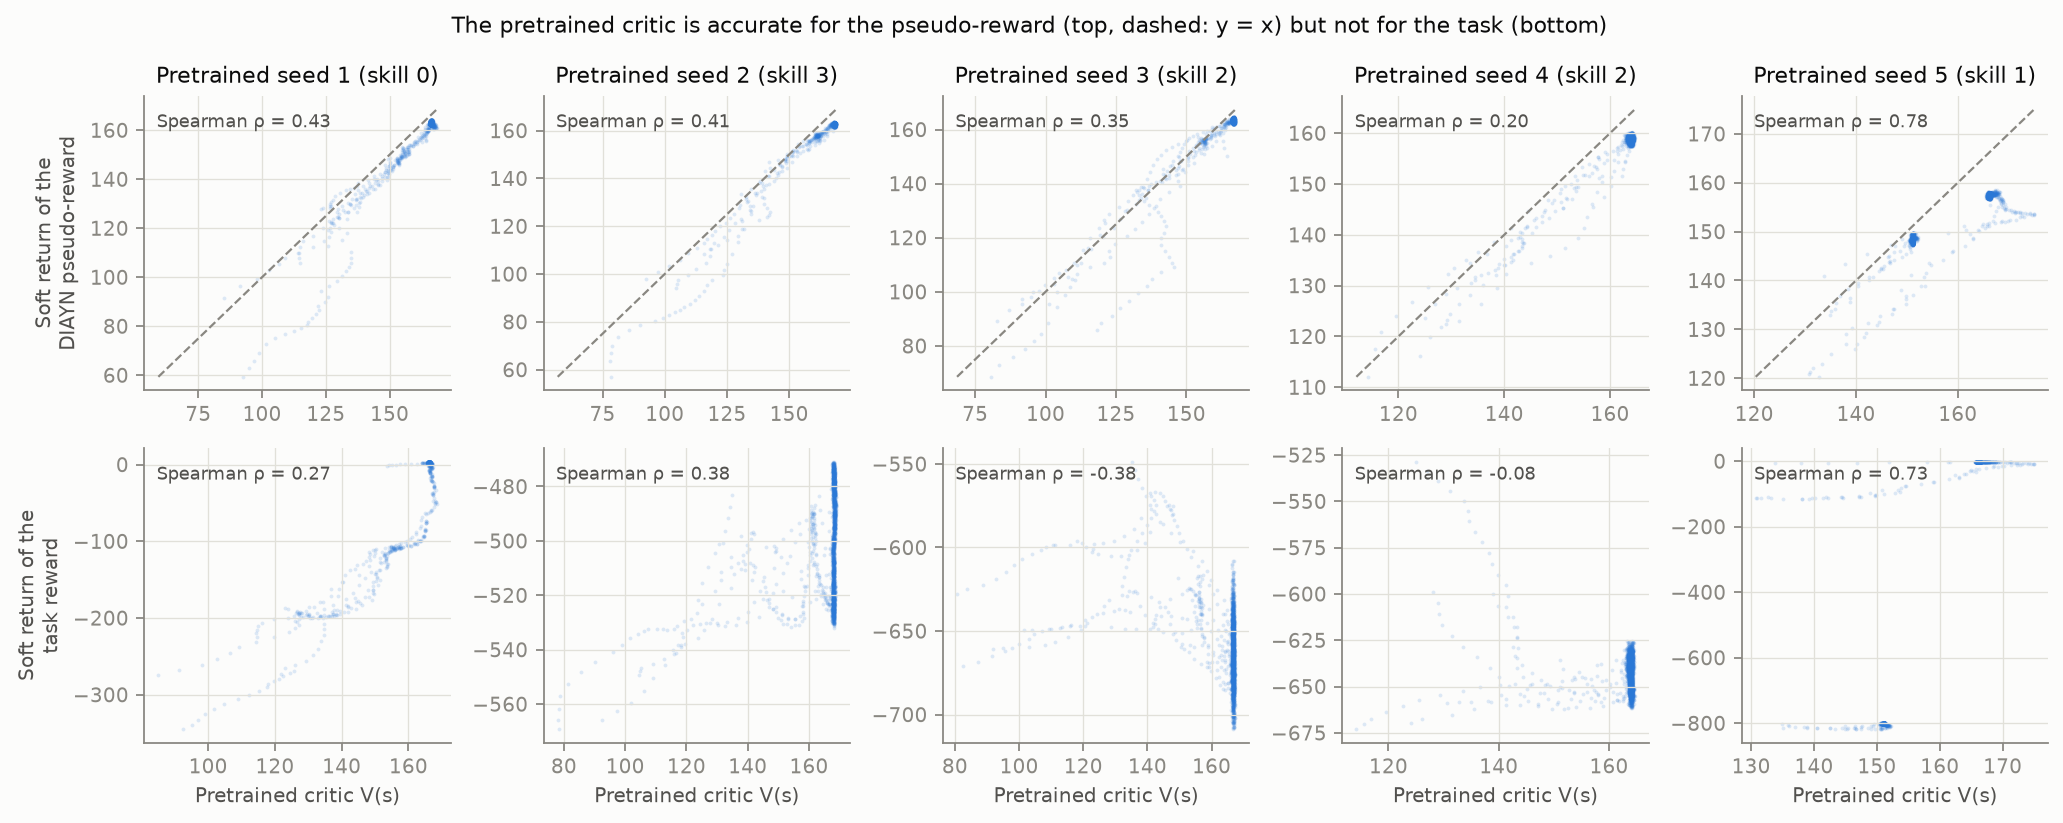 The pretrained critic is accurate for the pseudo-reward (top, dashed: y = x) but not for the task (bottom)
Pretrained seed 1 (skill 0)
Pretrained seed 2 (skill 3)
Pretrained seed 3 (skill 2)
Pretrained seed 4 (skill 2)
Pretrained seed 5 (skill 1)
Soft return of the
DIAYN pseudo-reward
Spearman ρ = 0.43
160
140
120
100
80
60
75 100 125 150
Spearman ρ = 0.41
160
140
120
100
80
60
75 100 125 150
Spearman ρ = 0.35
160
140
120
100
80
75 100 125 150
Spearman ρ = 0.20
160
150
140
130
120
110
120 140 160
Spearman ρ = 0.78
170
160
150
140
130
120
120 140 160
Soft return of the
task reward
Spearman ρ = 0.27
0
−100
−200
−300
100 120 140 160
Pretrained critic V(s)
Spearman ρ = 0.38
−480
−500
−520
−540
−560
80 100 120 140 160
Pretrained critic V(s)
Spearman ρ = -0.38
−550
−600
−650
−700
80 100 120 140 160
Pretrained critic V(s)
Spearman ρ = -0.08
−525
−550
−575
−600
−625
−650
−675
120 140 160
Pretrained critic V(s)
Spearman ρ = 0.73
0
−200
−400
−600
−800
130 140 150 160 170
Pretrained critic V(s)